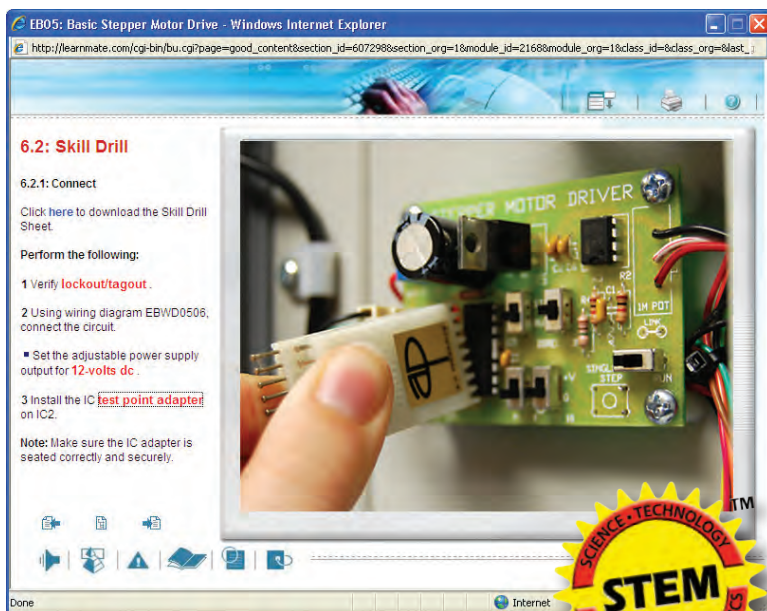 EB05: Basic Stepper Motor Drive - Windows Internet Explorer
http://learnmate.com/cgi-bin/bu.cgi?page=good_content&section_id=607298&section_org=1&module_id=2168&module_org=1&class_id=&class_org=&last_
6.2: Skill Drill
6.2.1: Connect
Click here to download the Skill Drill
Sheet.
Perform the following:
1 Verify lockout/tagout .
2 Using wiring diagram EBWD0506,
connect the circuit.
Set the adjustable power supply
output for 12-volts dc .
3 Install the IC test point adapter
on IC2.
Note: Make sure the IC adapter is
seated correctly and securely.
STEPPER MOTOR DRIVER
R2
C1
1M POT
LINK
SINGLE
STEP
RUN
+V
0
SCIENCE • TECHNOLOGY
STEM
TM
Done
Internet